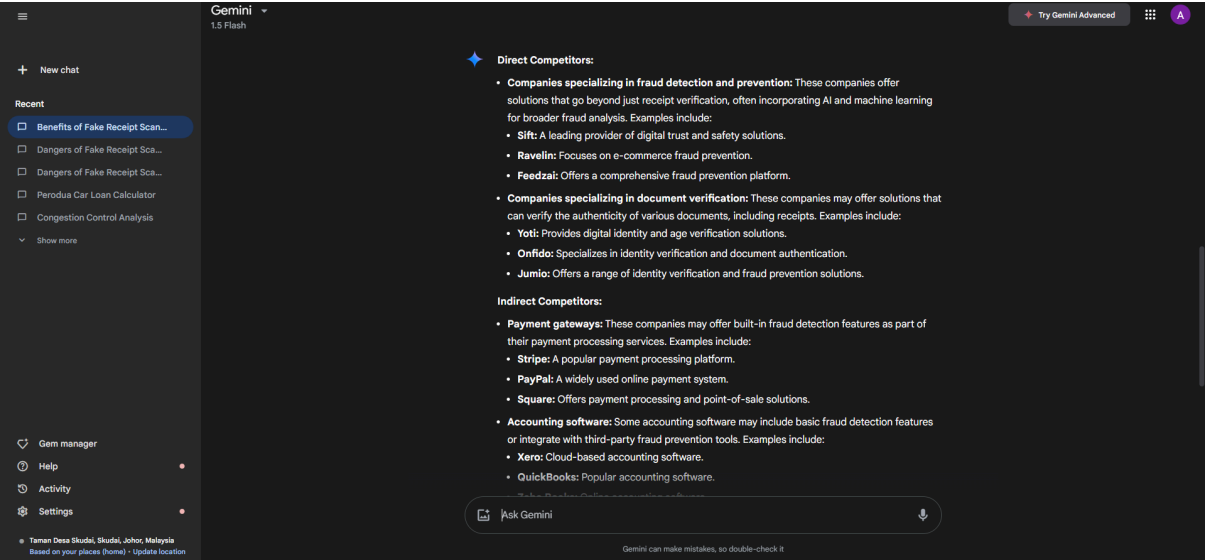 Gemini
1.5 Flash
Try Gemini Advanced
A
New chat
Recent
Benefits of Fake Receipt Scan...
Dangers of Fake Receipt Sca...
Dangers of Fake Receipt Sca...
Perodua Car Loan Calculator
Congestion Control Analysis
Show more
Gem manager
Help
Activity
Settings
Taman Desa Skudai, Skudai, Johor, Malaysia
Based on your places (home) • Update location
Direct Competitors:
• Companies specializing in fraud detection and prevention: These companies offer
solutions that go beyond just receipt verification, often incorporating AI and machine learning
for broader fraud analysis. Examples include:
• Sift: A leading provider of digital trust and safety solutions.
• Ravelin: Focuses on e-commerce fraud prevention.
• Feedzai: Offers a comprehensive fraud prevention platform.
• Companies specializing in document verification: These companies may offer solutions that
can verify the authenticity of various documents, including receipts. Examples include:
• Yoti: Provides digital identity and age verification solutions.
• Onfido: Specializes in identity verification and document authentication.
• Jumio: Offers a range of identity verification and fraud prevention solutions.
Indirect Competitors:
• Payment gateways: These companies may offer built-in fraud detection features as part of
their payment processing services. Examples include:
• Stripe: A popular payment processing platform.
• PayPal: A widely used online payment system.
• Square: Offers payment processing and point-of-sale solutions.
• Accounting software: Some accounting software may include basic fraud detection features
or integrate with third-party fraud prevention tools. Examples include:
• Xero: Cloud-based accounting software.
• QuickBooks: Popular accounting software.
Ask Gemini
Gemini can make mistakes, so double-check it